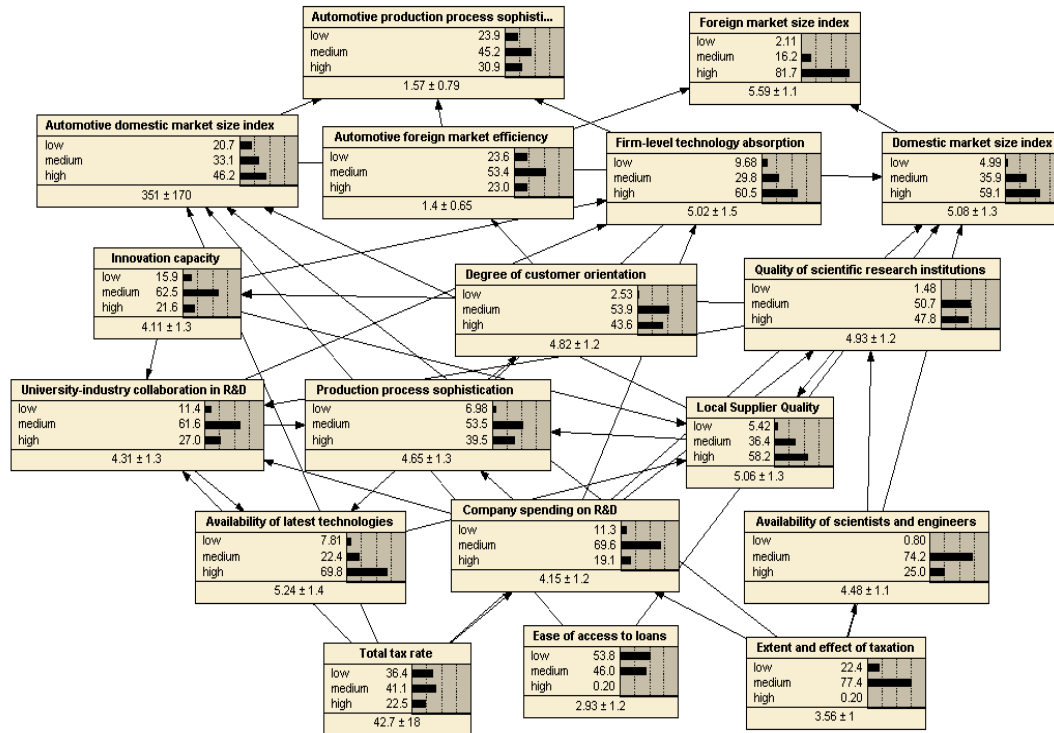 Automotive production process sophisti...
low 23.9
medium 45.2
high 30.9
1.57 ± 0.79
Foreign market size index
low 2.11
medium 16.2
high 81.7
5.59 ± 1.1
Automotive domestic market size index
low 20.7
medium 33.1
high 46.2
351 ± 170
Automotive foreign market efficiency
low 23.6
medium 53.4
high 23.0
1.4 ± 0.65
Firm-level technology absorption
low 9.68
medium 29.8
high 60.5
5.02 ± 1.5
Domestic market size index
low 4.99
medium 35.9
high 59.1
5.08 ± 1.3
Innovation capacity
low 15.9
medium 62.5
high 21.6
4.11 ± 1.3
Degree of customer orientation
low 2.53
medium 53.9
high 43.6
4.82 ± 1.2
Quality of scientific research institutions
low 1.48
medium 50.7
high 47.8
4.93 ± 1.2
University-industry collaboration in R&D
low 11.4
medium 61.6
high 27.0
4.31 ± 1.3
Production process sophistication
low 6.98
medium 53.5
high 39.5
4.65 ± 1.3
Local Supplier Quality
low 5.42
medium 36.4
high 58.2
5.06 ± 1.3
Availability of latest technologies
low 7.81
medium 22.4
high 69.8
5.24 ± 1.4
Company spending on R&D
low 11.3
medium 69.6
high 19.1
4.15 ± 1.2
Availability of scientists and engineers
low 0.80
medium 74.2
high 25.0
4.48 ± 1.1
Total tax rate
low 36.4
medium 41.1
high 22.5
42.7 ± 18
Ease of access to loans
low 53.8
medium 46.0
high 0.20
2.93 ± 1.2
Extent and effect of taxation
low 22.4
medium 77.4
high 0.20
3.56 ± 1